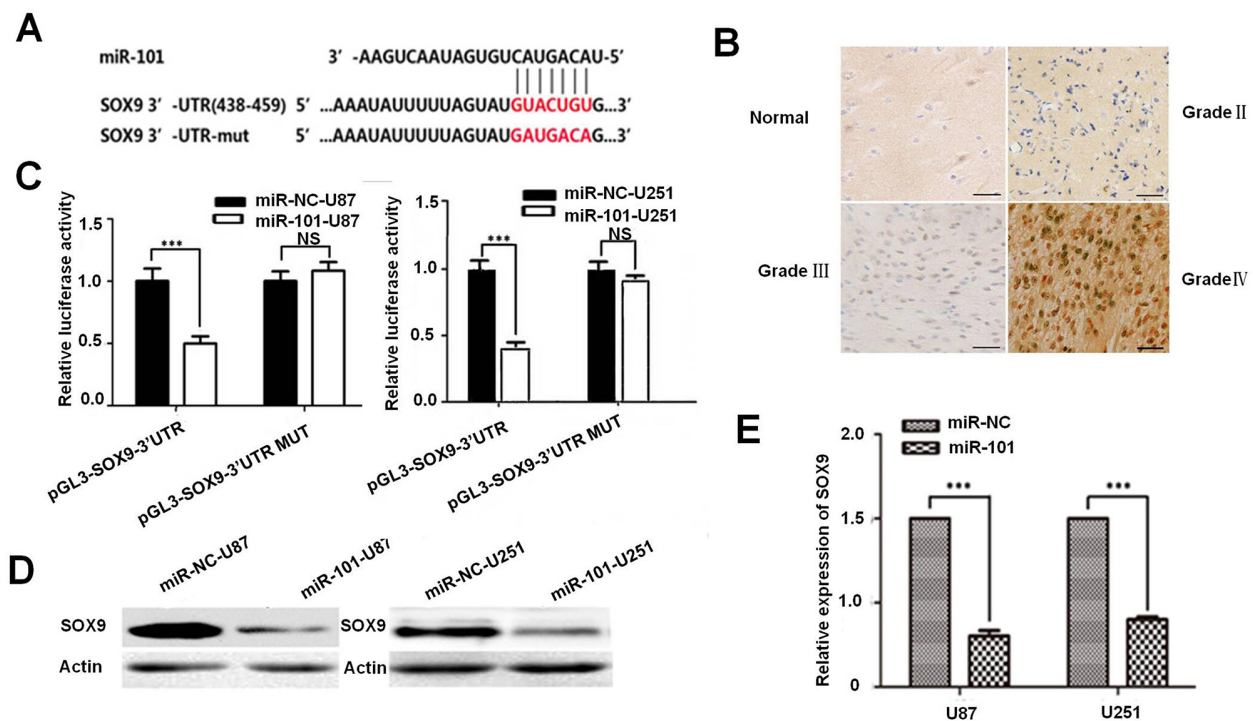 A
miR-101 3′ -AAGUCAAUAGUGUCAUGACAU-5′
SOX9 3′ -UTR(438-459) 5′ ...AAAUAUUUUUAGUAUGUACUGUG...3′
SOX9 3′ -UTR-mut 5′ ...AAAUAUUUUUAGUAUGAUGACAG...3′
B
Normal
Grade II
Grade III
GradeIV
C
miR-NC-U87
miR-101-U87
Relative luciferase activity
1.5
1.0
0.5
0.0
***
NS
pGL3-SOX9-3’UTR
pGL3-SOX9-3’UTR MUT
miR-NC-U251
miR-101-U251
Relative luciferase activity
1.5
1.0
0.5
0.0
***
NS
pGL3-SOX9-3’UTR
pGL3-SOX9-3’UTR MUT
D
miR-NC-U87
miR-101-U87
miR-NC-U251
miR-101-U251
SOX9
SOX9
Actin
Actin
E
miR-NC
miR-101
Relative expression of SOX9
2.0
1.5
1.0
0
***
***
U87
U251